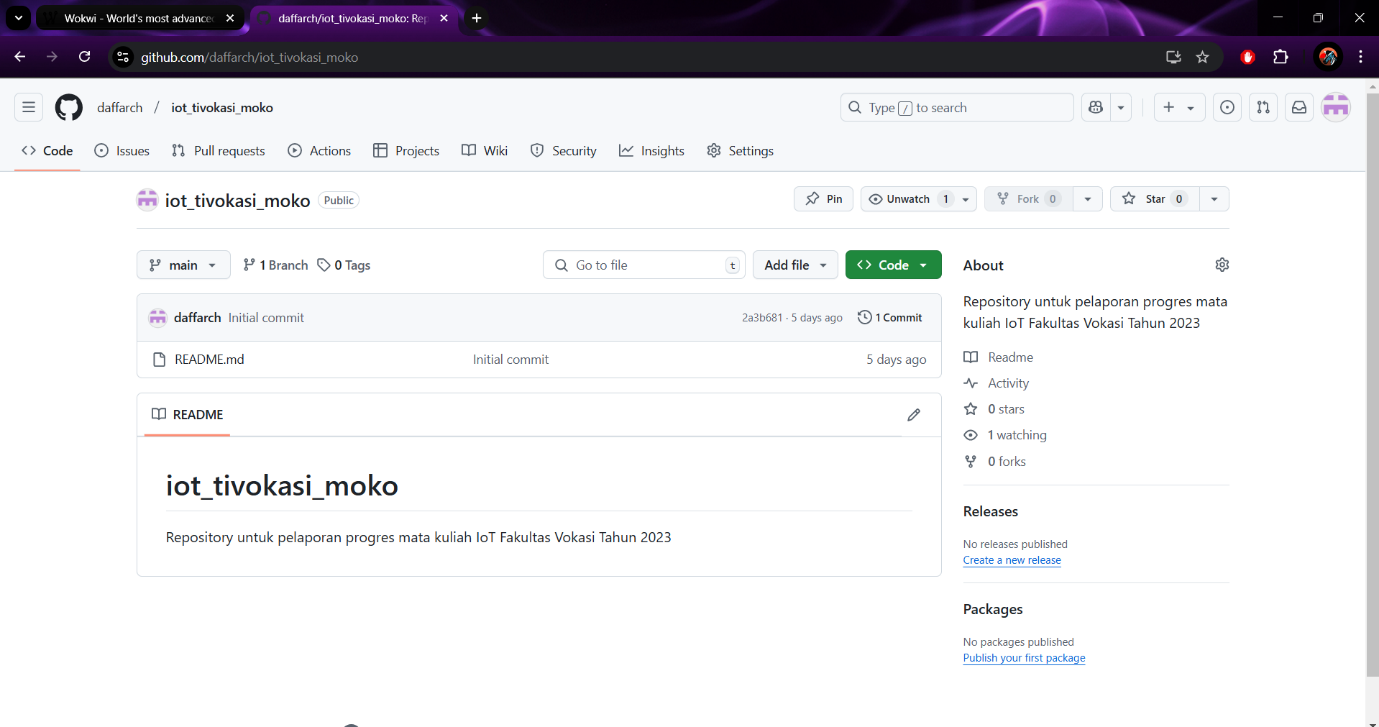 Wokwi - World's most advance
daffarch/iot_tivokasi_moko: Rep
github.com/daffarch/iot_tivokasi_moko
daffarch / iot_tivokasi_moko
Type / to search
Code Issues Pull requests Actions Projects Wiki Security Insights Settings
iot_tivokasi_moko Public
Pin Unwatch 1 Fork 0 Star 0
main 1 Branch 0 Tags
Go to file t Add file Code
daffarch Initial commit 2a3b681 · 5 days ago 1 Commit
README.md Initial commit 5 days ago
README
iot_tivokasi_moko
Repository untuk pelaporan progres mata kuliah IoT Fakultas Vokasi Tahun 2023
About
Repository untuk pelaporan progres mata
kuliah IoT Fakultas Vokasi Tahun 2023
Readme
Activity
0 stars
1 watching
0 forks
Releases
No releases published
Create a new release
Packages
No packages published
Publish your first package